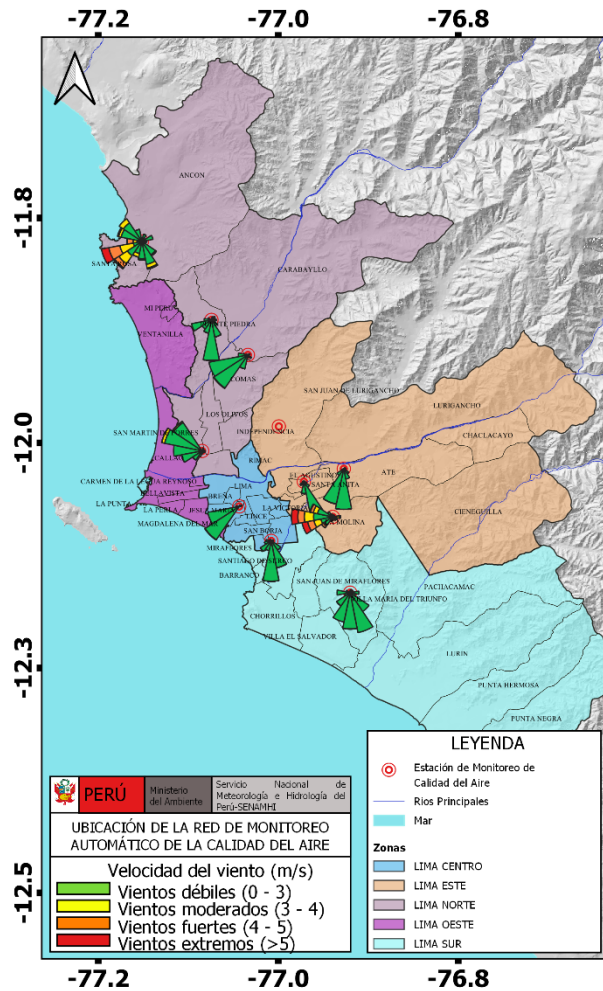 -77.2 -77.0 -76.8
-11.8
-12.0
-12.3
-12.5
ANCON
SANTA ROSA
CARABAYLLO
MI PERU
PUENTE PIEDRA
VENTANILLA
COMAS
SAN JUAN DE LURIGANCHO
LURIGANCHO
LOS OLIVOS
SAN MARTIN DE PORRES
INDEPENDENCIA
CHACLACAYO
CALLAO
RIMAC
ATE
EL AGUSTINO
SANTA ANITA
CARMEN DE LA LEGUA REYNOSO
LIMA
BELLAVISTA
BREÑA
LA PUNTA
LA PERLA
JESUS MARIA
LA VICTORIA
CIENEGUILLA
LINCE
LA MOLINA
MAGDALENA DEL MAR
SAN BORJA
MIRAFLORES
SANTIAGO DE SURCO
BARRANCO
SAN JUAN DE MIRAFLORES
PACHACAMAC
VILLA MARIA DEL TRIUNFO
CHORRILLOS
VILLA EL SALVADOR
LURIN
PUNTA HERMOSA
PUNTA NEGRA
LEYENDA
Estación de Monitoreo de
Calidad del Aire
Rios Principales
Mar
Zonas
LIMA CENTRO
LIMA ESTE
LIMA NORTE
LIMA OESTE
LIMA SUR
PERÚ
Ministerio
del Ambiente
Servicio Nacional de
Meteorología e Hidrología del
Perú-SENAMHI
UBICACIÓN DE LA RED DE MONITOREO
AUTOMÁTICO DE LA CALIDAD DEL AIRE
Velocidad del viento (m/s)
Vientos débiles (0 - 3)
Vientos moderados (3 - 4)
Vientos fuertes (4 - 5)
Vientos extremos (>5)
-77.2 -77.0 -76.8